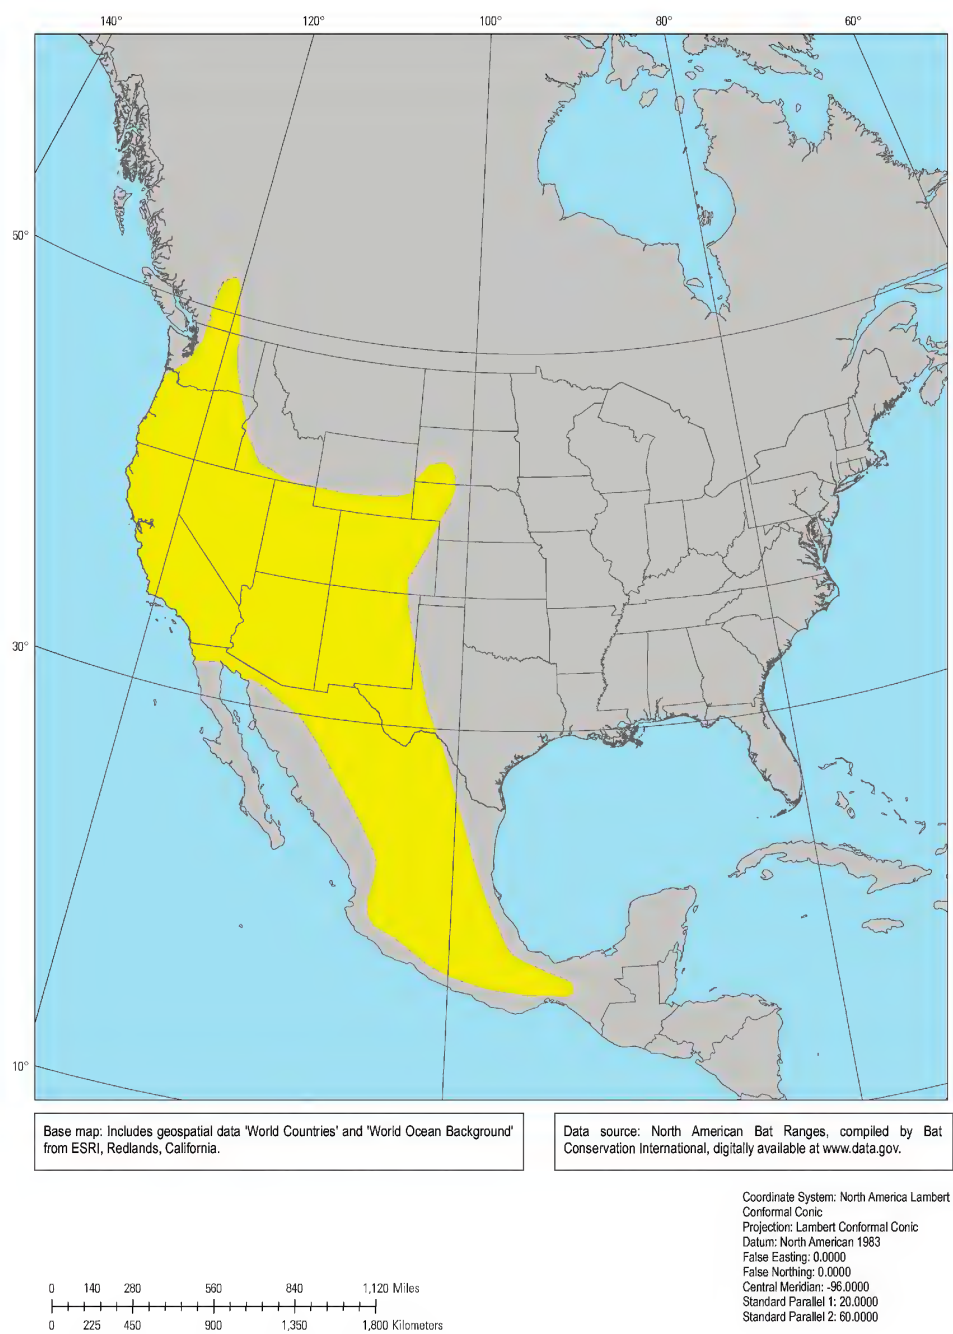 140° 120° 100° 80° 60°
50°
30°
10°
Base map: Includes geospatial data 'World Countries' and 'World Ocean Background'
from ESRI, Redlands, California.
Data source: North American Bat Ranges, compiled by Bat
Conservation International, digitally available at www.data.gov.
Coordinate System: North America Lambert
Conformal Conic
Projection: Lambert Conformal Conic
Datum: North American 1983
False Easting: 0.0000
False Northing: 0.0000
Central Meridian: -96.0000
Standard Parallel 1: 20.0000
Standard Parallel 2: 60.0000
0 140 280 560 840 1,120 Miles
0 225 450 900 1,350 1,800 Kilometers